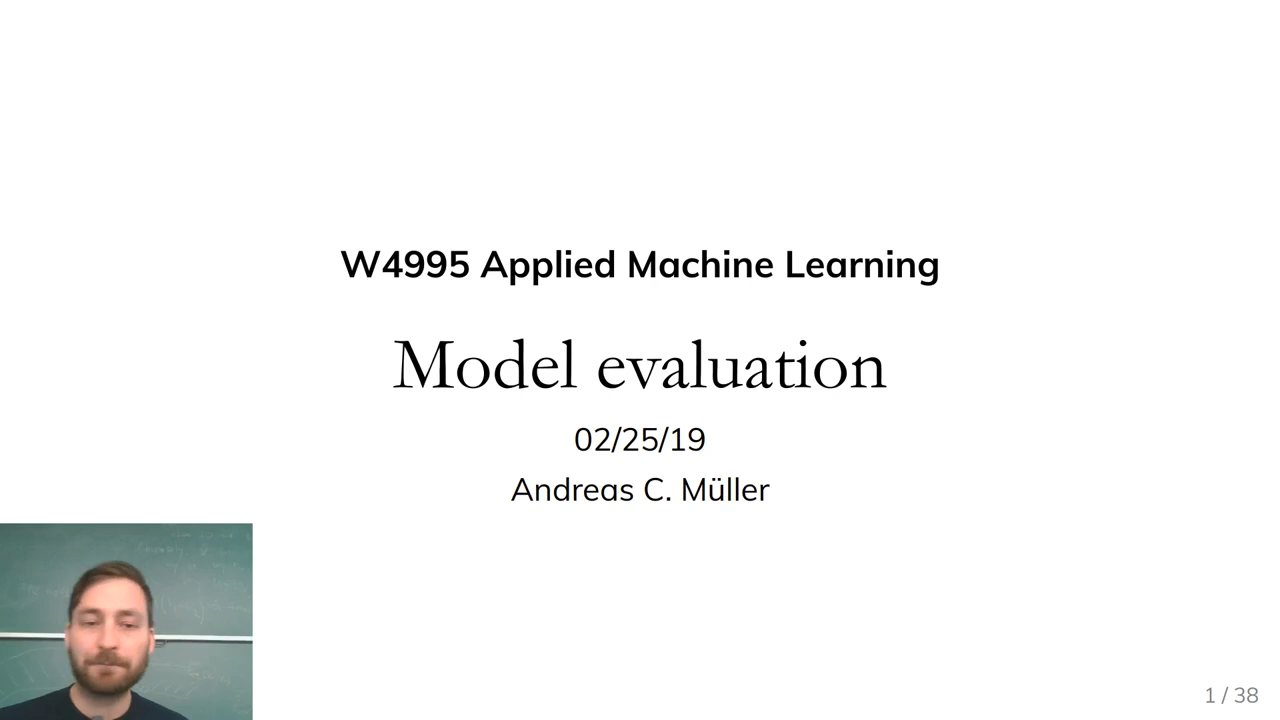 W4995 Applied Machine Learning
Model evaluation
02/25/19
Andreas C. Müller
1 / 38